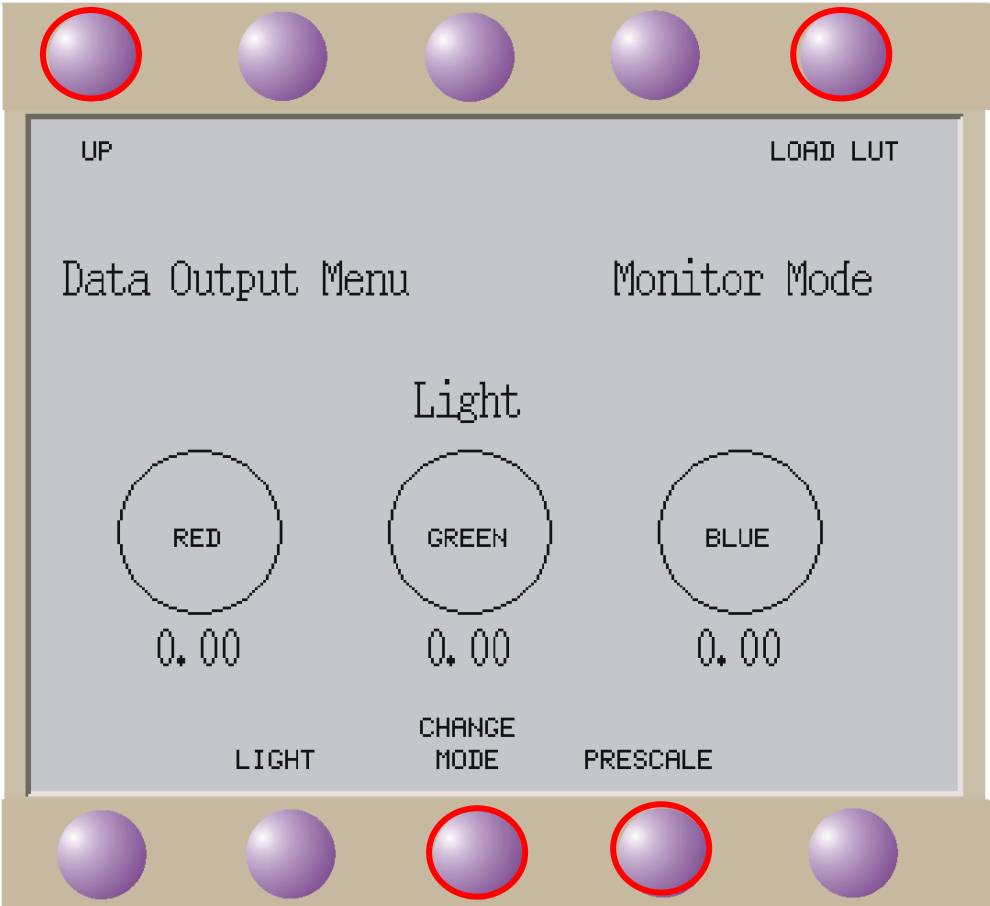 UP LOAD LUT
Data Output Menu Monitor Mode
Light
RED GREEN BLUE
0.00 0.00 0.00
CHANGE
LIGHT MODE PRESCALE